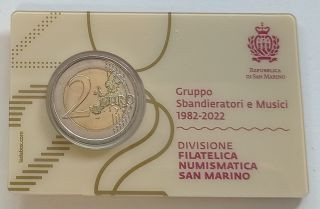 REPUBBLICA
DI SAN MARINO
Gruppo
Sbandieratori e Musici
1982-2022
DIVISIONE
FILATELICA
NUMISMATICA
SAN MARINO
2 EURO